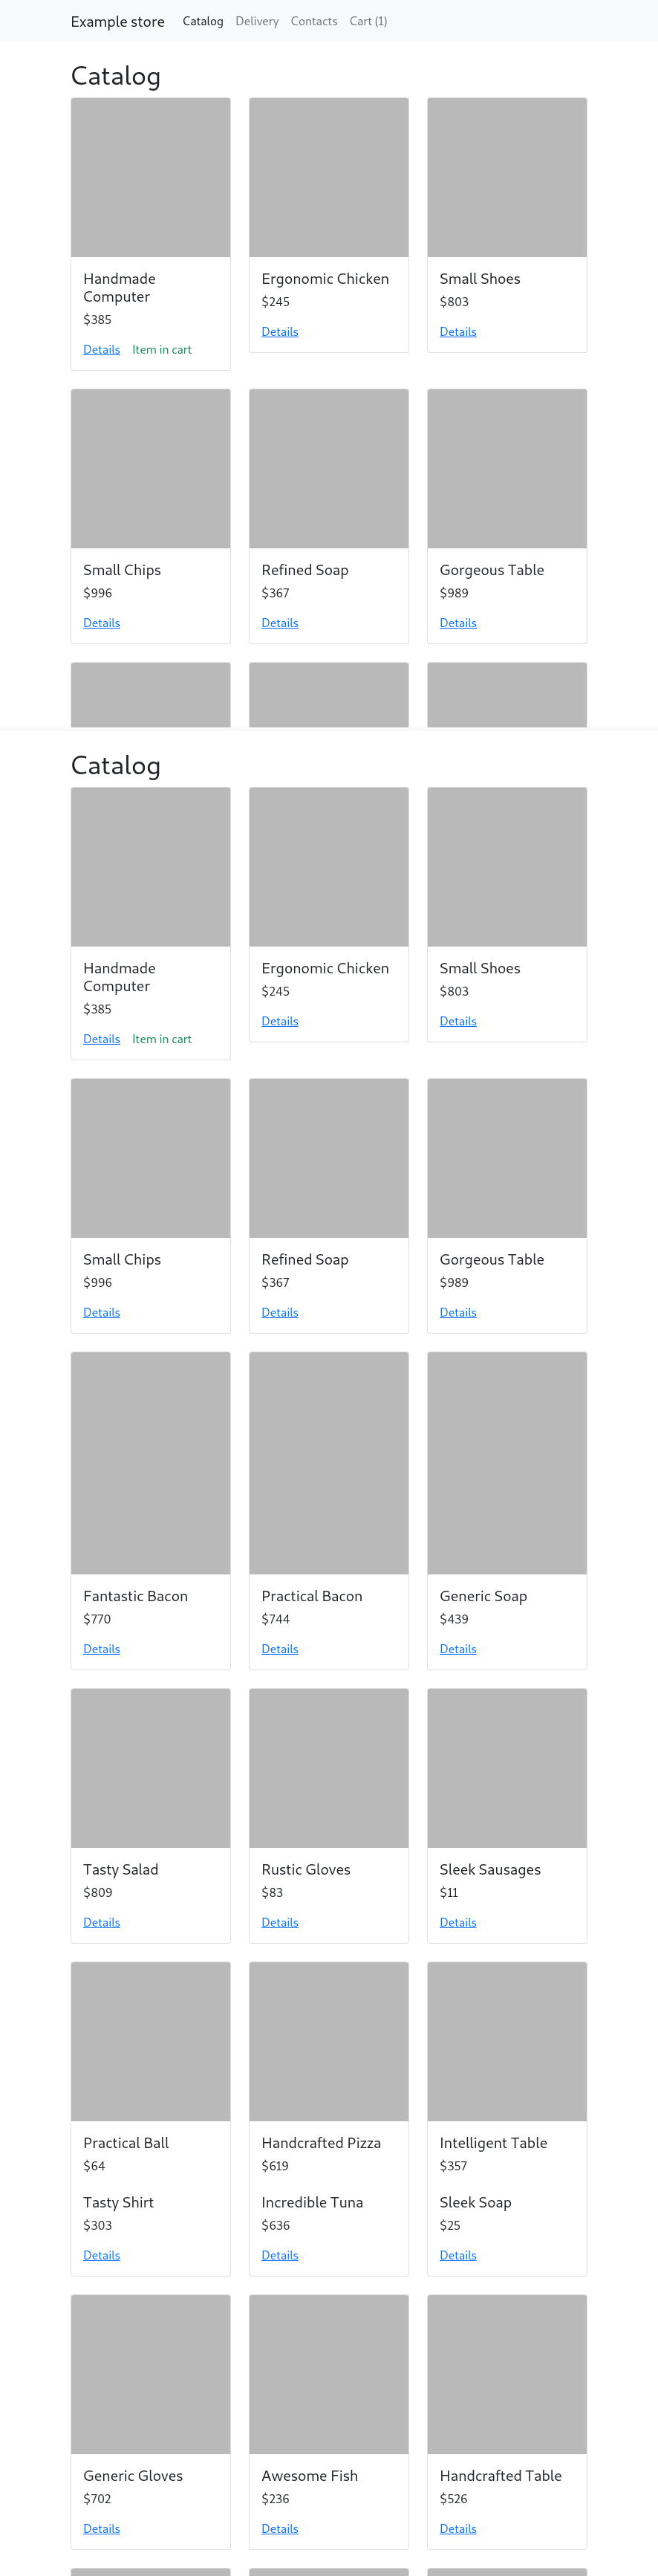 Example store Catalog Delivery Contacts Cart (1)
Catalog
Handmade Computer
$385
Details Item in cart
Ergonomic Chicken
$245
Details
Small Shoes
$803
Details
Small Chips
$996
Details
Refined Soap
$367
Details
Gorgeous Table
$989
Details
Catalog
Handmade
Computer
$385
Details Item in cart
Ergonomic Chicken
$245
Details
Small Shoes
$803
Details
Small Chips
$996
Details
Refined Soap
$367
Details
Gorgeous Table
$989
Details
Fantastic Bacon
$770
Details
Practical Bacon
$744
Details
Generic Soap
$439
Details
Tasty Salad
$809
Details
Rustic Gloves
$83
Details
Sleek Sausages
$11
Details
Practical Ball
$64
Tasty Shirt
$303
Details
Handcrafted Pizza
$619
Incredible Tuna
$636
Details
Intelligent Table
$357
Sleek Soap
$25
Details
Generic Gloves
$702
Details
Awesome Fish
$236
Details
Handcrafted Table
$526
Details